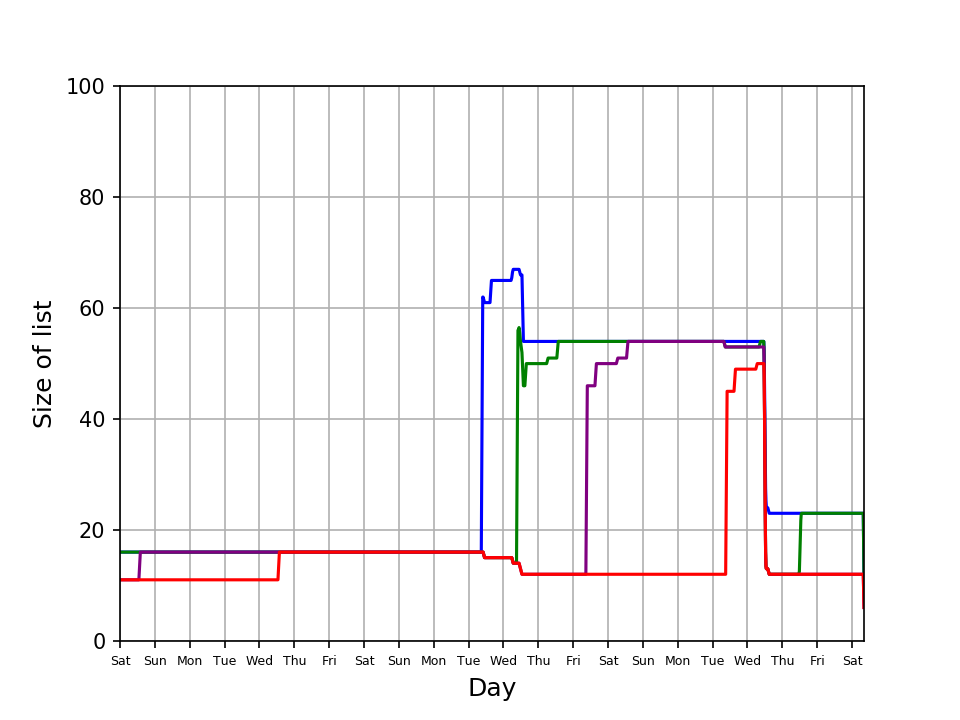 Size of list
100
80
60
40
20
0
Sat Sun Mon Tue Wed Thu Fri Sat Sun Mon Tue Wed Thu Fri Sat Sun Mon Tue Wed Thu Fri Sat
Day